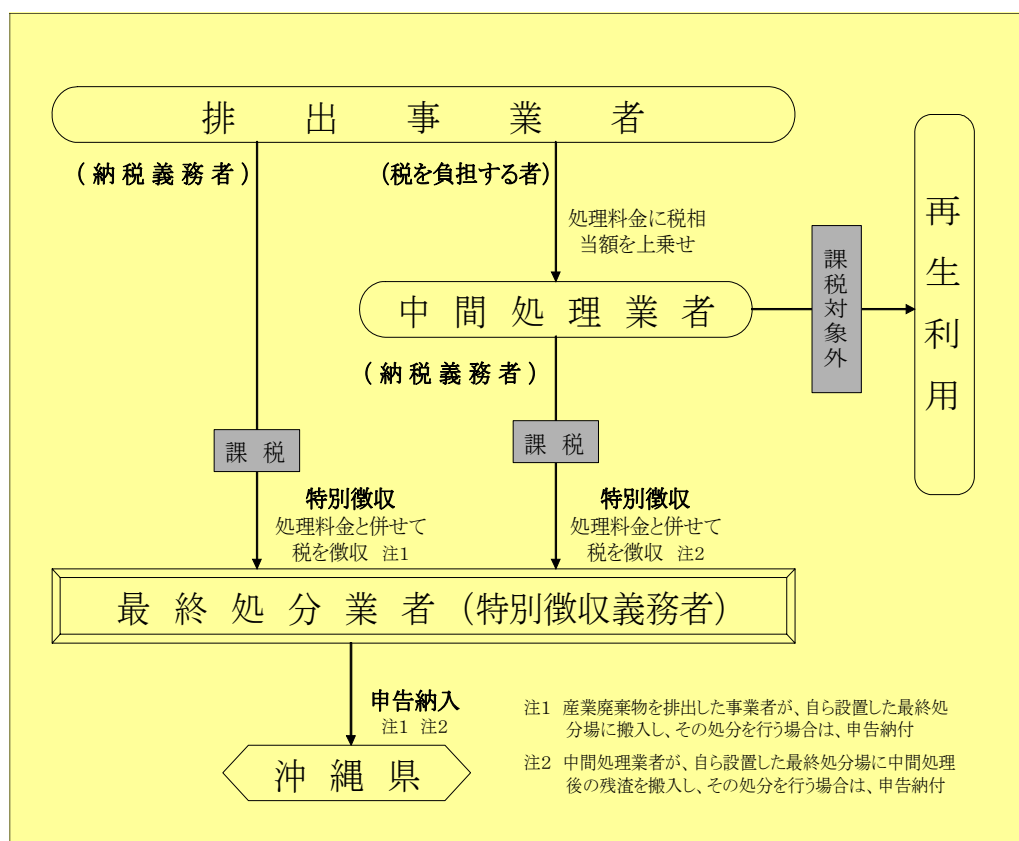 排出事業者
(納税義務者)
(税を負担する者)
処理料金に税相
当額を上乗せ
中間処理業者
(納税義務者)
課税対象外
再生利用
課税
課税
特別徴収
処理料金と併せて
税を徴収 注1
特別徴収
処理料金と併せて
税を徴収 注2
最終処分業者(特別徴収義務者)
申告納入
注1 注2
沖縄県
注1 産業廃棄物を排出した事業者が、自ら設置した最終処
分場に搬入し、その処分を行う場合は、申告納付
注2 中間処理業者が、自ら設置した最終処分場に中間処理
後の残渣を搬入し、その処分を行う場合は、申告納付